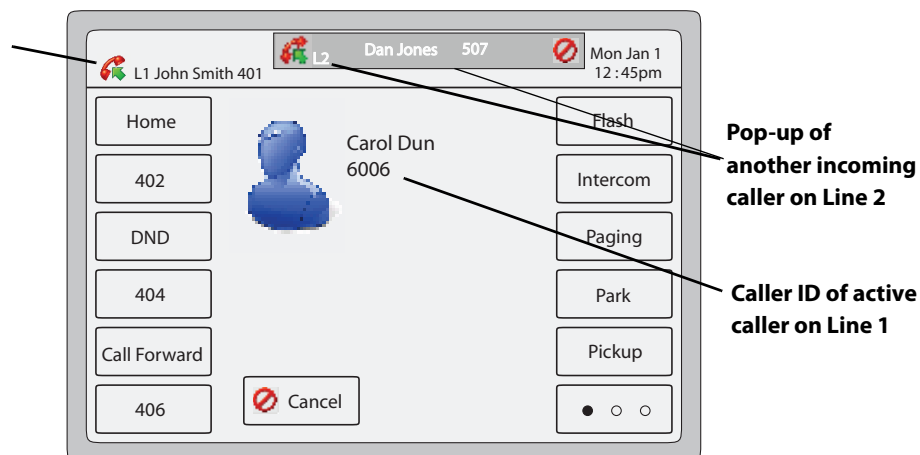 L1 John Smith 401
L2 Dan Jones 507
Mon Jan 1
12 : 45pm
Home
402
DND
404
Call Forward
406
Carol Dun
6006
Cancel
Flash
Intercom
Paging
Park
Pickup
Pop-up of
another incoming
caller on Line 2
Caller ID of active
caller on Line 1